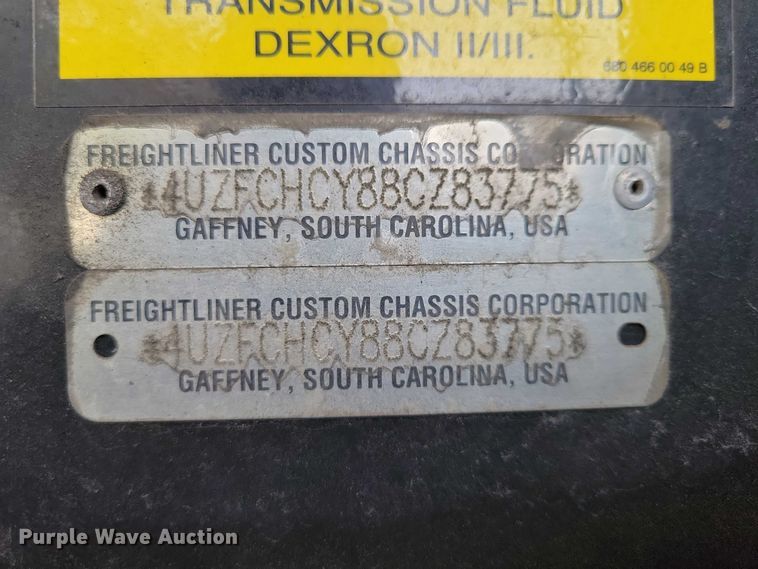 TRANSMISSION FLUID
DEXRON II/III.
680 466 00 49 B
FREIGHTLINER CUSTOM CHASSIS CORPORATION
*4UZFCHCY88CZ83775*
GAFFNEY, SOUTH CAROLINA, USA
FREIGHTLINER CUSTOM CHASSIS CORPORATION
*4UZFCHCY88CZ83775*
GAFFNEY, SOUTH CAROLINA, USA
Purple Wave Auction